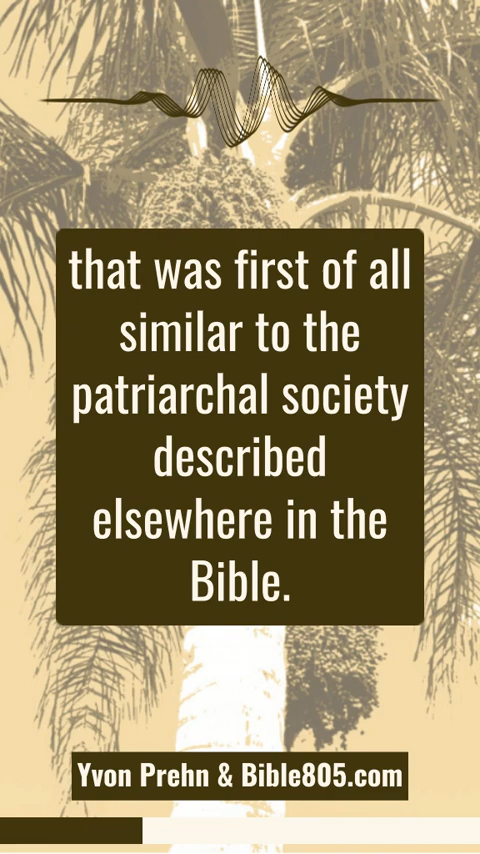 that was first of all
similar to the
patriarchal society
described
elsewhere in the
Bible.
Yvon Prehn & Bible805.com